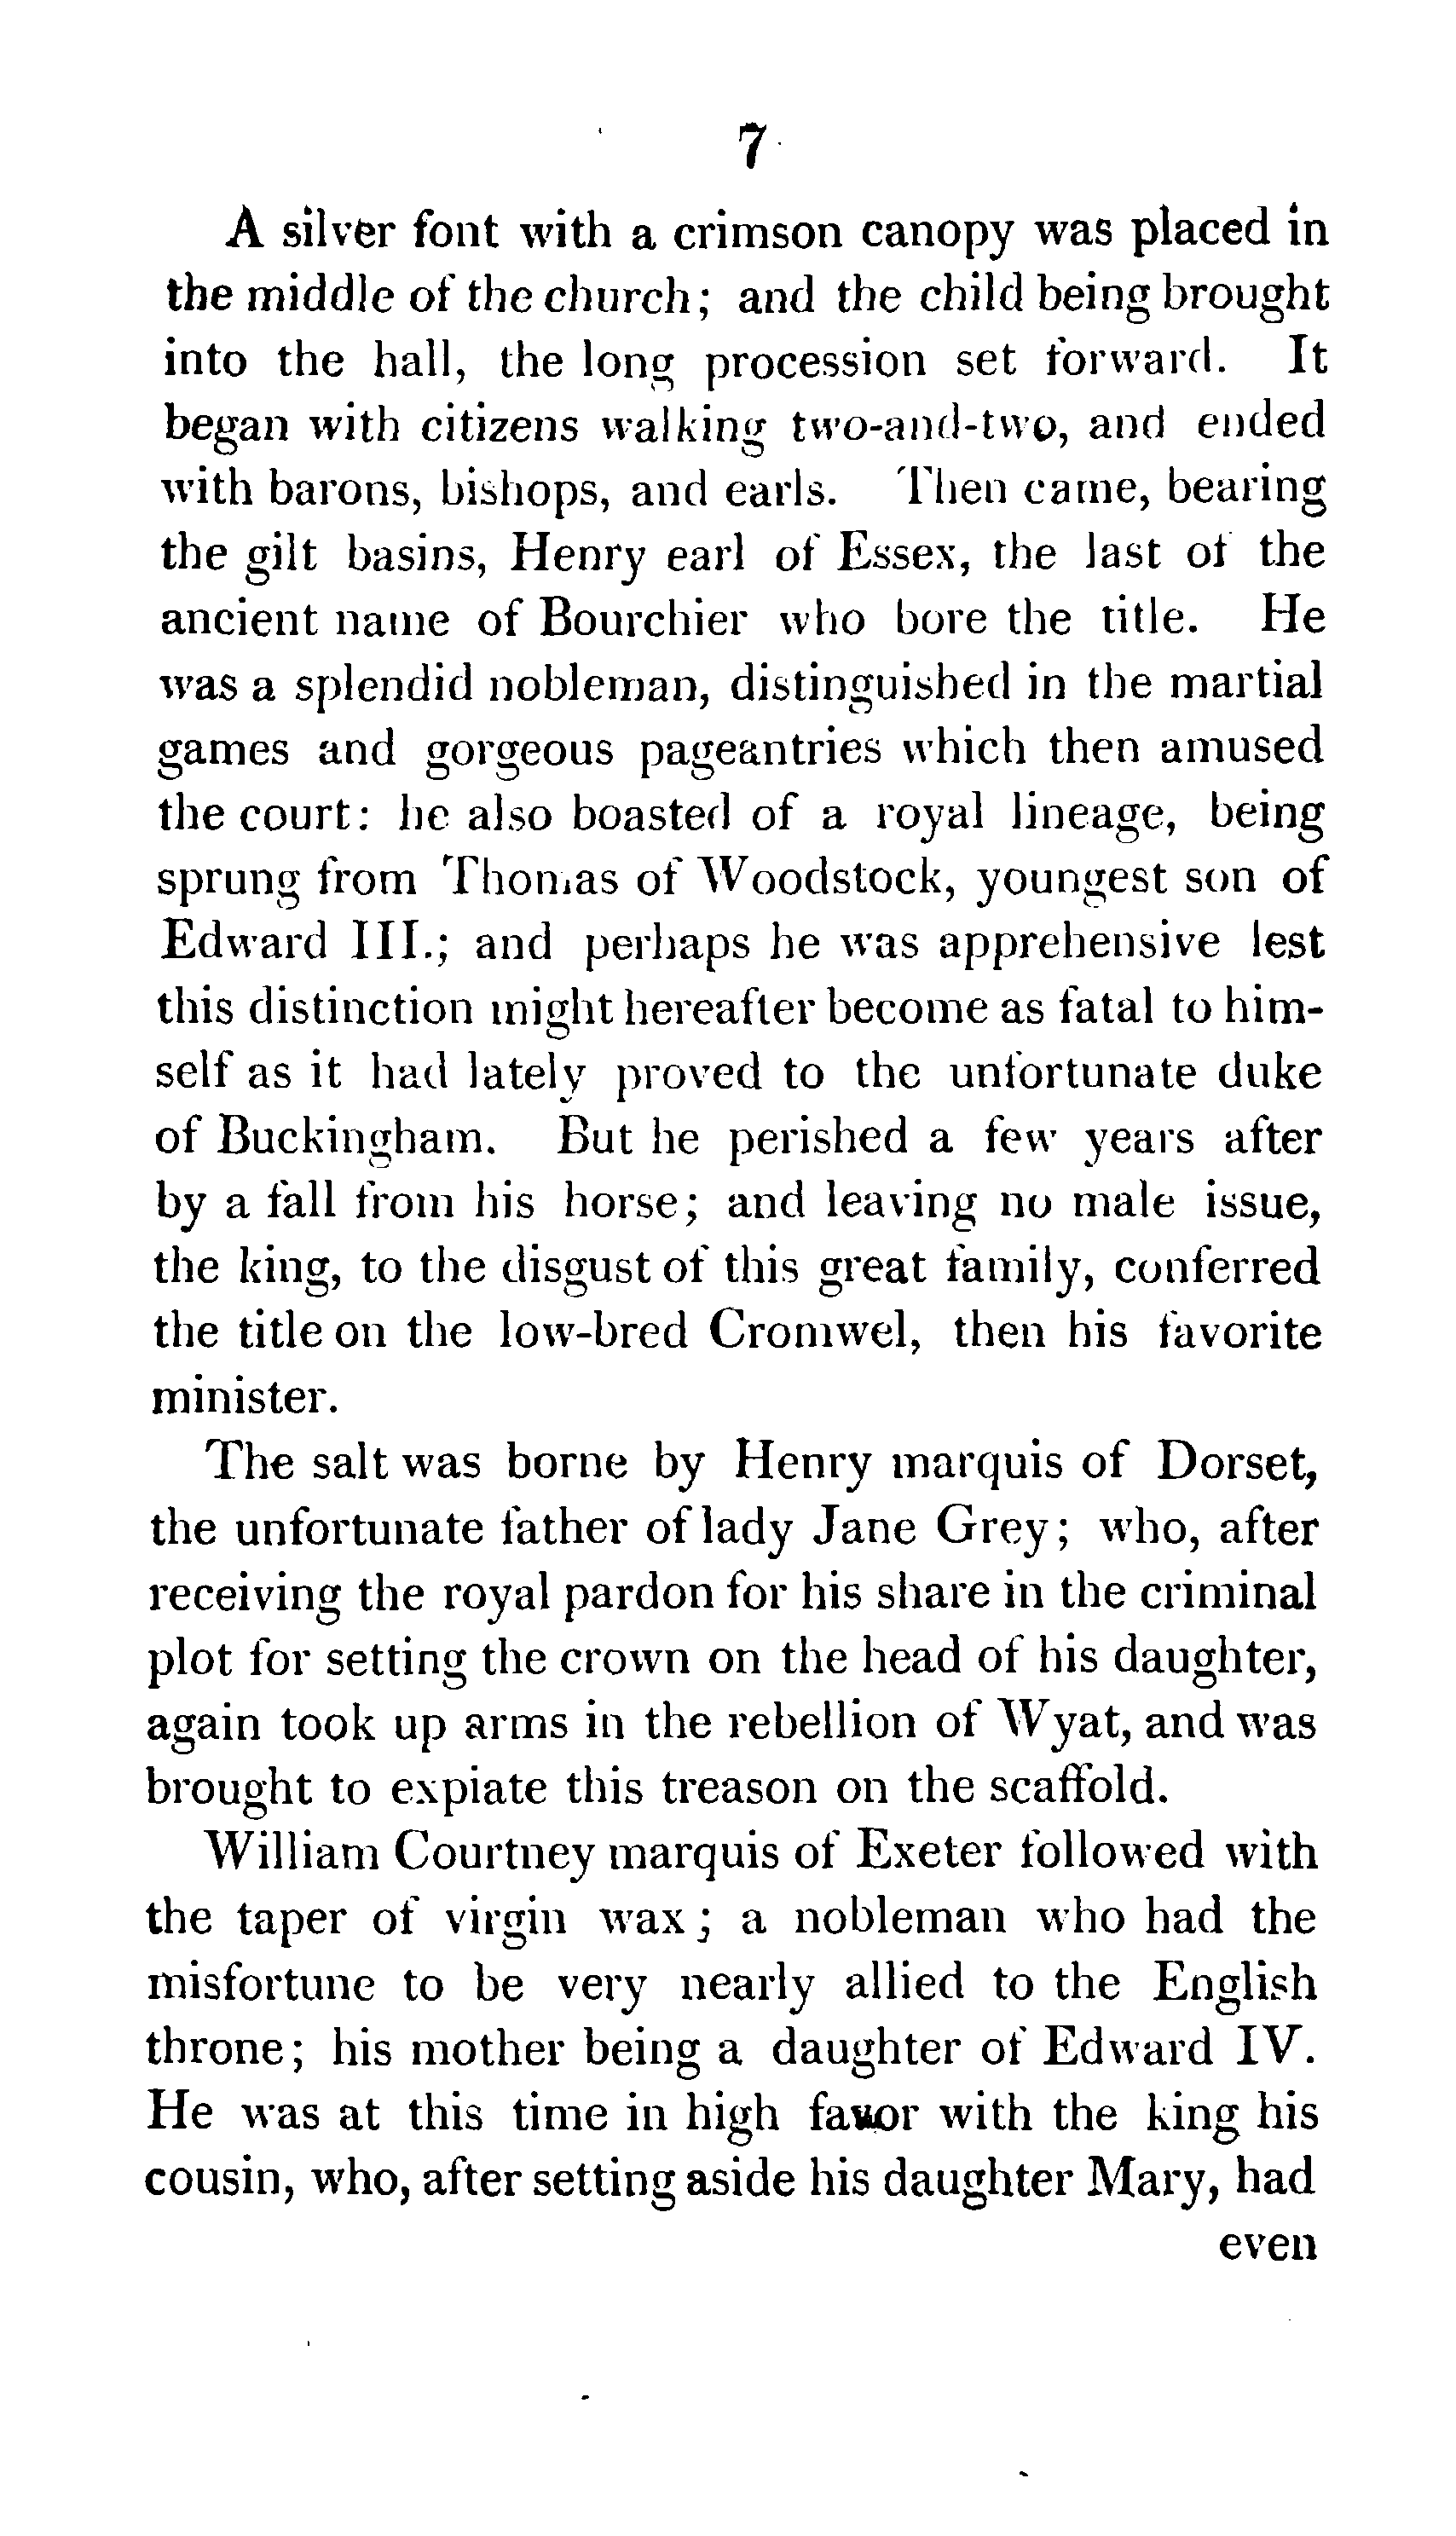 7
A silver font with a crimson canopy was placed in
the middle of the church; and the child being brought
into the hall, the long procession set forward. It
began with citizens walking two-and-two, and ended
with barons, bishops, and earls. Then came, bearing
the gilt basins, Henry earl of Essex, the last of the
ancient name of Bourchier who bore the title. He
was a splendid nobleman, distinguished in the martial
games and gorgeous pageantries which then amused
the court: he also boasted of a royal lineage, being
sprung from Thomas of Woodstock, youngest son of
Edward III.; and perhaps he was apprehensive lest
this distinction might hereafter become as fatal to him-
self as it had lately proved to the unfortunate duke
of Buckingham. But he perished a few years after
by a fall from his horse; and leaving no male issue,
the king, to the disgust of this great family, conferred
the title on the low-bred Cromwel, then his favorite
minister.
The salt was borne by Henry marquis of Dorset,
the unfortunate father of lady Jane Grey; who, after
receiving the royal pardon for his share in the criminal
plot for setting the crown on the head of his daughter,
again took up arms in the rebellion of Wyat, and was
brought to expiate this treason on the scaffold.
William Courtney marquis of Exeter followed with
the taper of virgin wax; a nobleman who had the
misfortune to be very nearly allied to the English
throne; his mother being a daughter of Edward IV.
He was at this time in high favor with the king his
cousin, who, after setting aside his daughter Mary, had
even